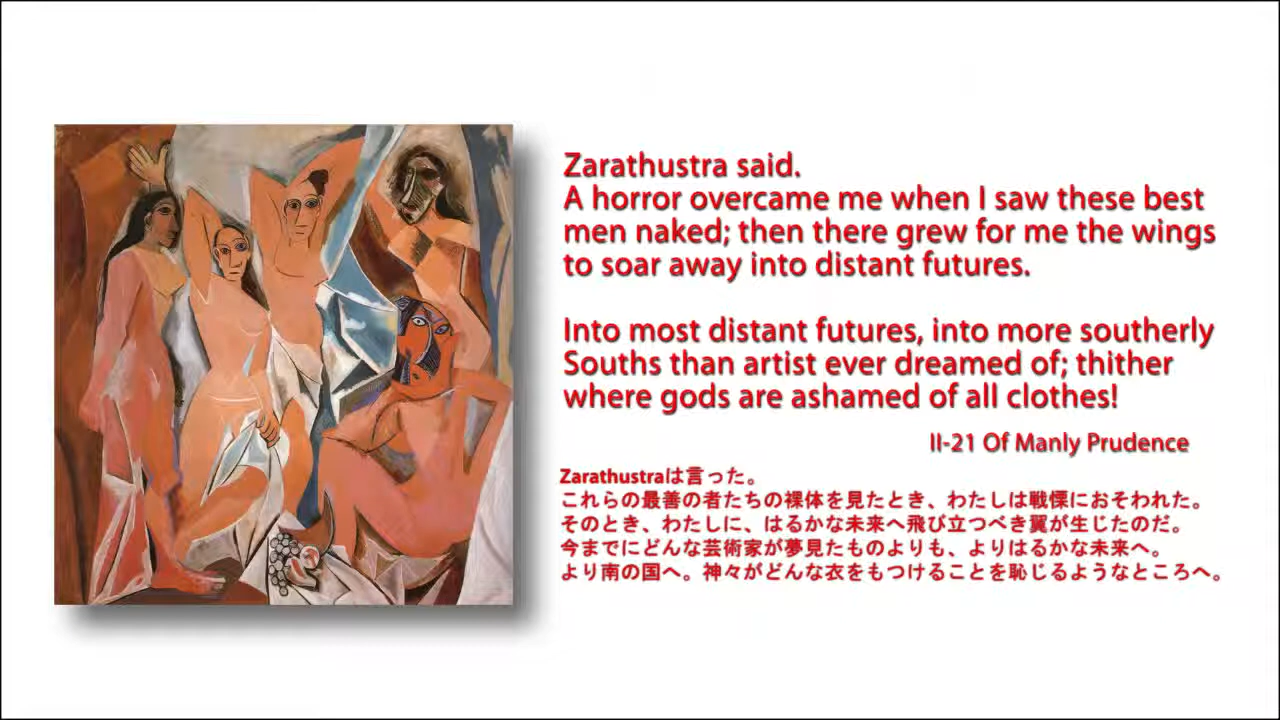 Zarathustra said.
A horror overcame me when I saw these best
men naked; then there grew for me the wings
to soar away into distant futures.
Into most distant futures, into more southerly
Souths than artist ever dreamed of; thither
where gods are ashamed of all clothes!
II-21 Of Manly Prudence
Zarathustraは言った。
これらの最善の者たちの裸体を見たとき、わたしは戦慄におそわれた。
そのとき、わたしに、はるかな未来へ飛び立つべき翼が生じたのだ。
今までにどんな芸術家が夢見たものよりも、よりはるかな未来へ。
より南の国へ。神々がどんな衣をもつけることを恥じるようなところへ。